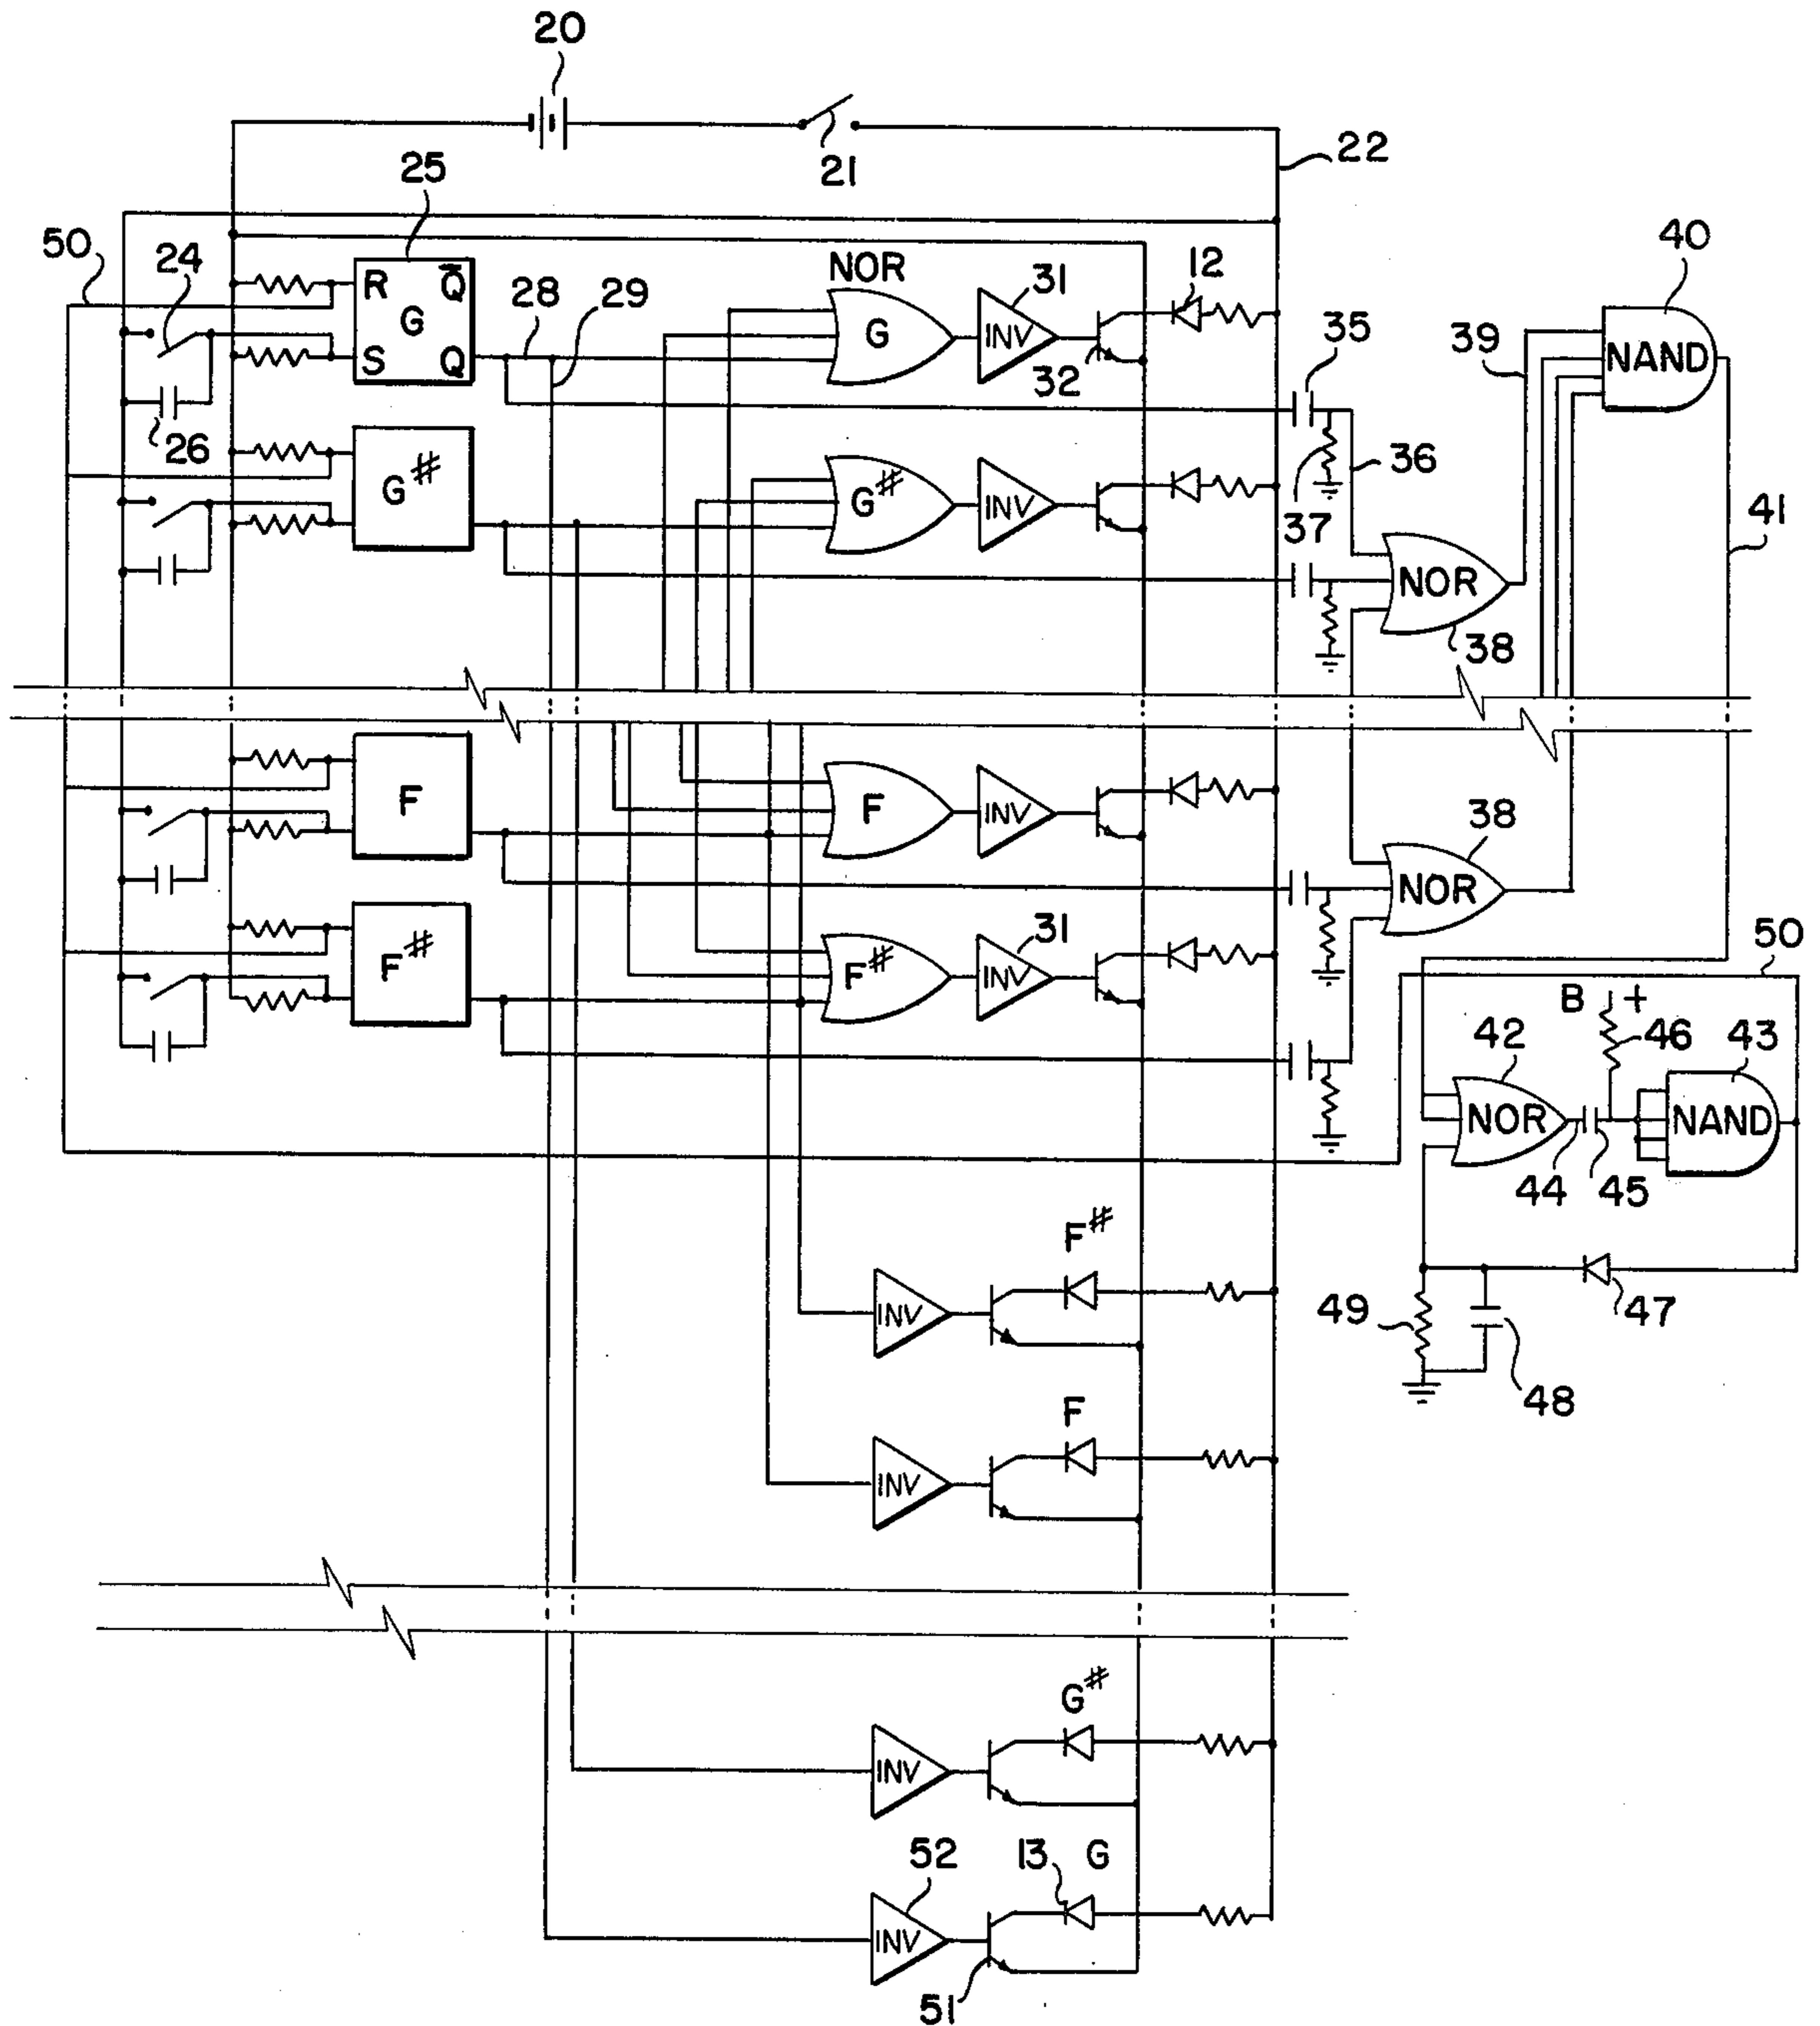 20
21
22
25
50
24
R Q̅
G
S Q
28
29
NOR
G
31
INV
12
32
35
40
39
NAND
26
G#
G#
INV
37
36
41
NOR
38
F
F
INV
38
NOR
F#
F#
31
INV
50
B +
46
42
43
NOR
NAND
44
45
F#
INV
49
47
48
F
INV
G#
INV
52
13
G
INV
51